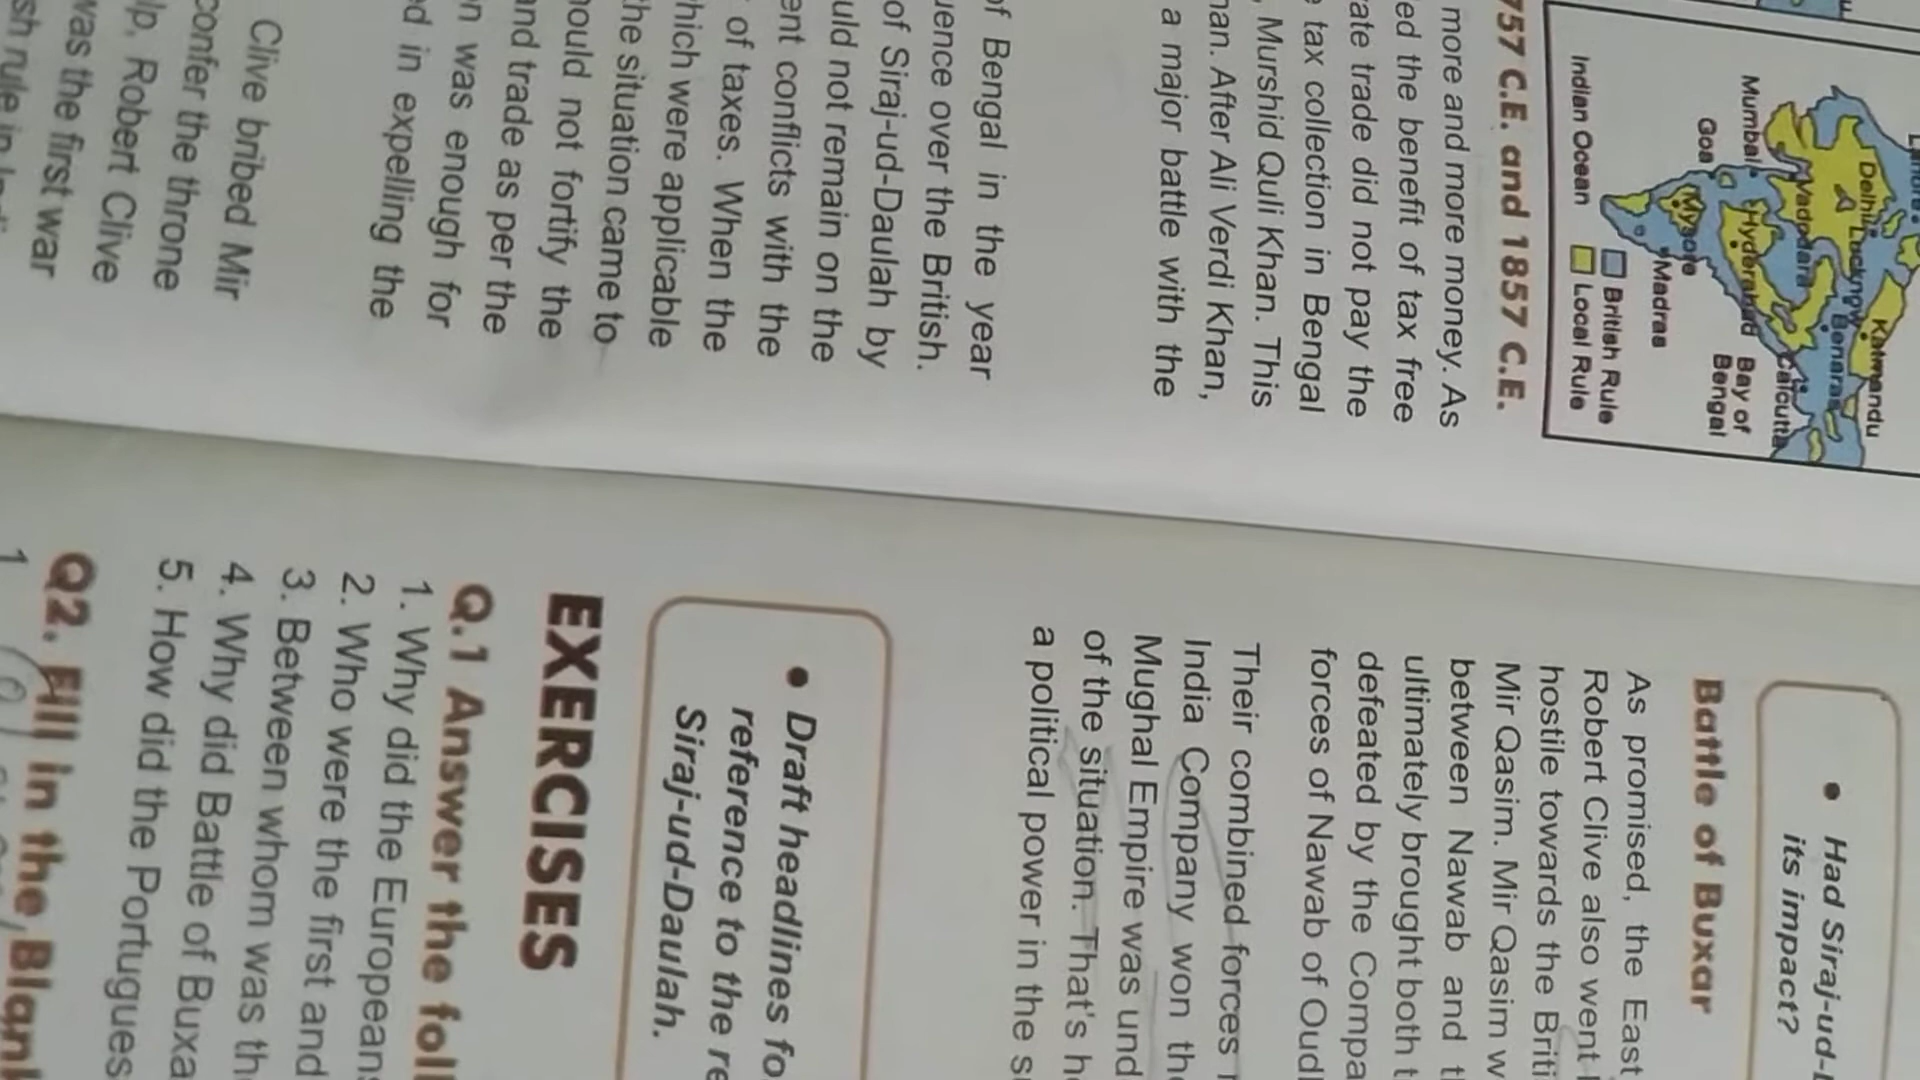 Lahore
Delhi
Lucknow
Katmandu
Benaras
Vadodara
Calcutta
Mumbai
Hyderabad
Bay of
Bengal
Goa
Mysore
Madras
British Rule
Indian Ocean
Local Rule
757 C.E. and 1857 C.E.
more and more money. As
ed the benefit of tax free
ate trade did not pay the
tax collection in Bengal
, Murshid Quli Khan. This
nan. After Ali Verdi Khan,
a major battle with the
of Bengal in the year
uence over the British.
of Siraj-ud-Daulah by
uld not remain on the
ent conflicts with the
of taxes. When the
hich were applicable
the situation came to
ould not fortify the
and trade as per the
n was enough for
d in expelling the
Clive bribed Mir
confer the throne
lp, Robert Clive
was the first war
sh rule in
• Had Siraj-ud-
its impact?
Battle of Buxar
As promised, the East
Robert Clive also went
hostile towards the Briti
Mir Qasim. Mir Qasim w
between Nawab and t
ultimately brought both t
defeated by the Compa
forces of Nawab of Oud
Their combined forces
India Company won the
Mughal Empire was und
of the situation. That's h
a political power in the s
• Draft headlines fo
reference to the re
Siraj-ud-Daulah.
EXERCISES
Q.1 Answer the foll
1. Why did the European
2. Who were the first and
3. Between whom was th
4. Why did Battle of Buxa
5. How did the Portugues
Q2. Fill in the Blank
1